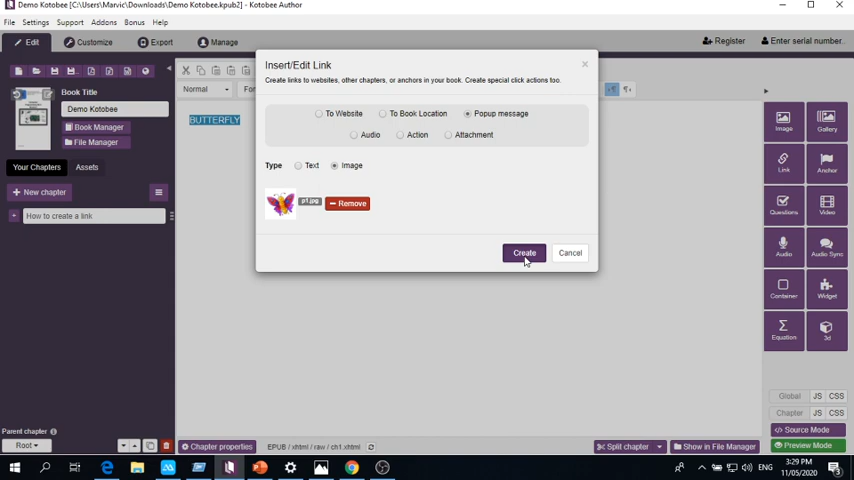 Demo Kotobee [C:\Users\Marvic\Downloads\Demo Kotobee.kpub2] - Kotobee Author
File Settings Support Addons Bonus Help
Edit Customize Export Manage Register Enter serial number..
Book Title
Demo Kotobee
Book Manager
File Manager
Your Chapters Assets
New chapter
How to create a link
Parent chapter
Root
Normal
BUTTERFLY
Insert/Edit Link
Create links to websites, other chapters, or anchors in your book. Create special click actions too.
To Website To Book Location Popup message
Audio Action Attachment
Type Text Image
p1.jpg Remove
Create Cancel
Image Gallery
Link Anchor
Questions Video
Audio Audio Sync
Container Widget
Equation 3d
Global JS CSS
Chapter JS CSS
Source Mode
Preview Mode
Chapter properties EPUB / xhtml / raw / ch1.xhtml Split chapter Show in File Manager
ENG
3:29 PM
11/05/2020
3